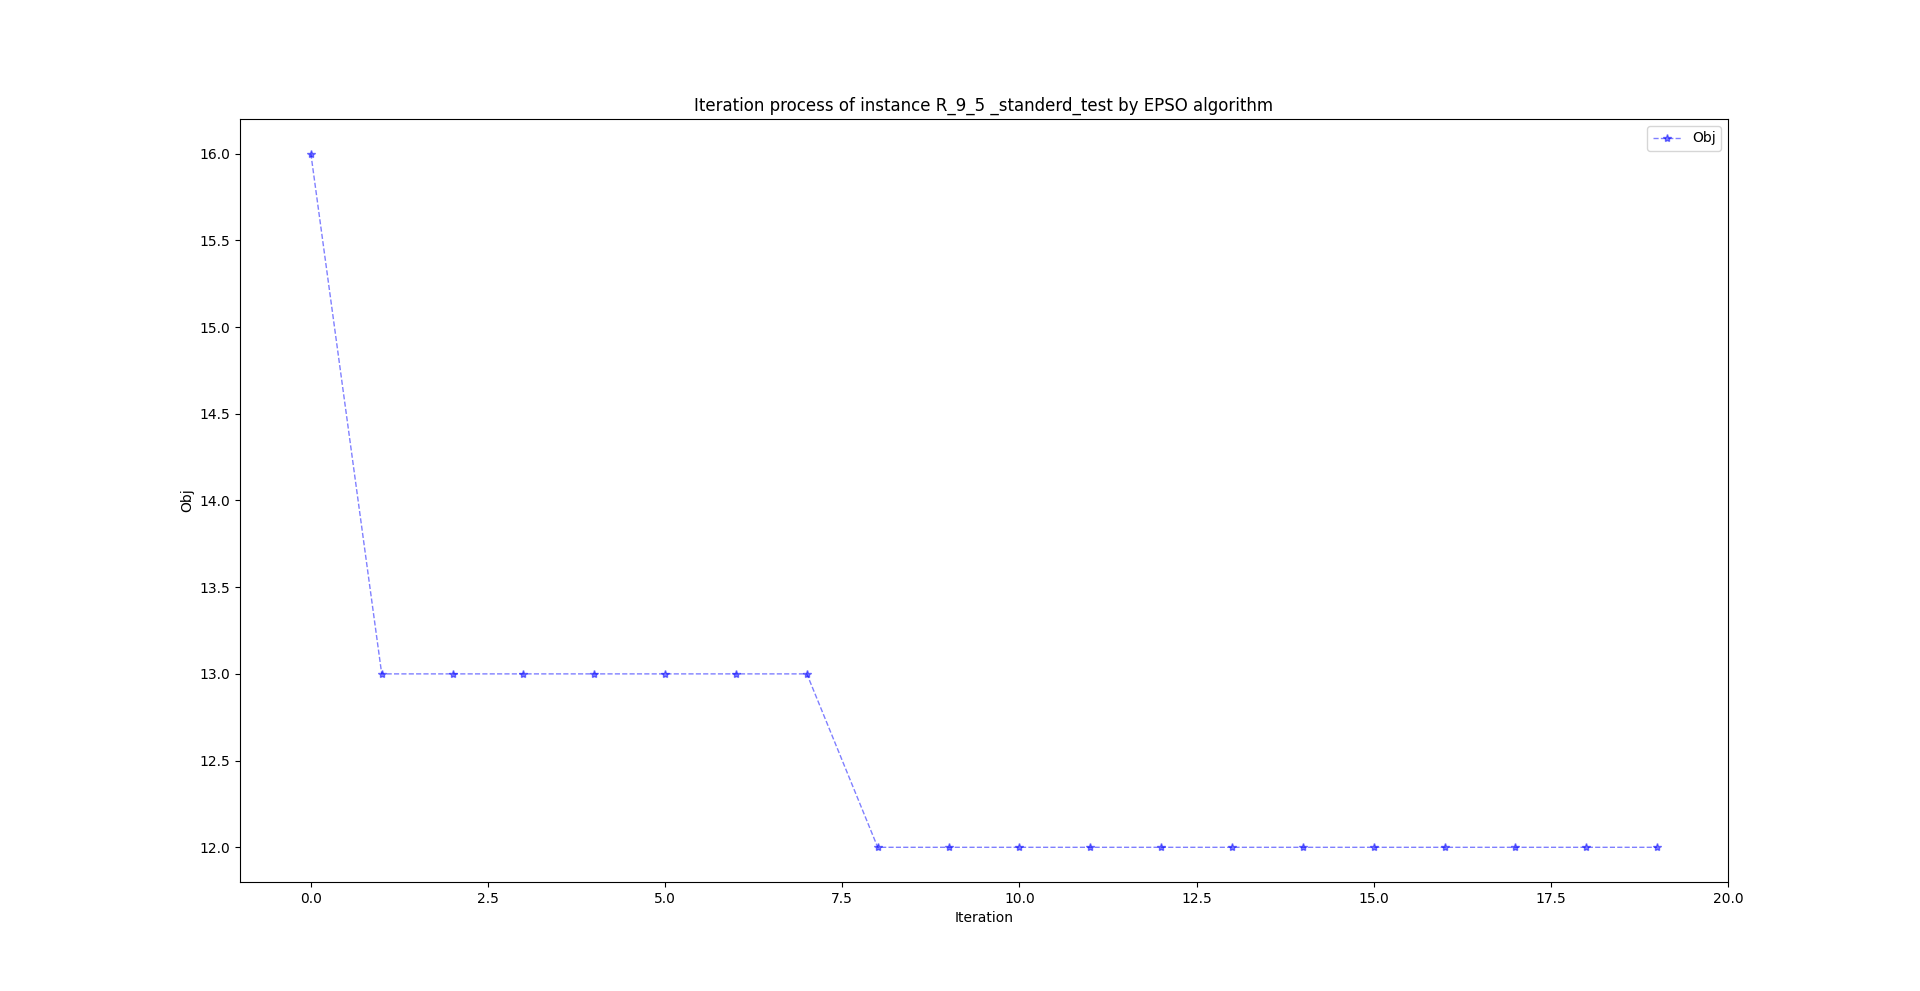 Iteration process of instance R_9_5 _standerd_test by EPSO algorithm
Obj
16.0
15.5
15.0
14.5
14.0
13.5
13.0
12.5
12.0
Obj
0.0 2.5 5.0 7.5 10.0 12.5 15.0 17.5 20.0
Iteration